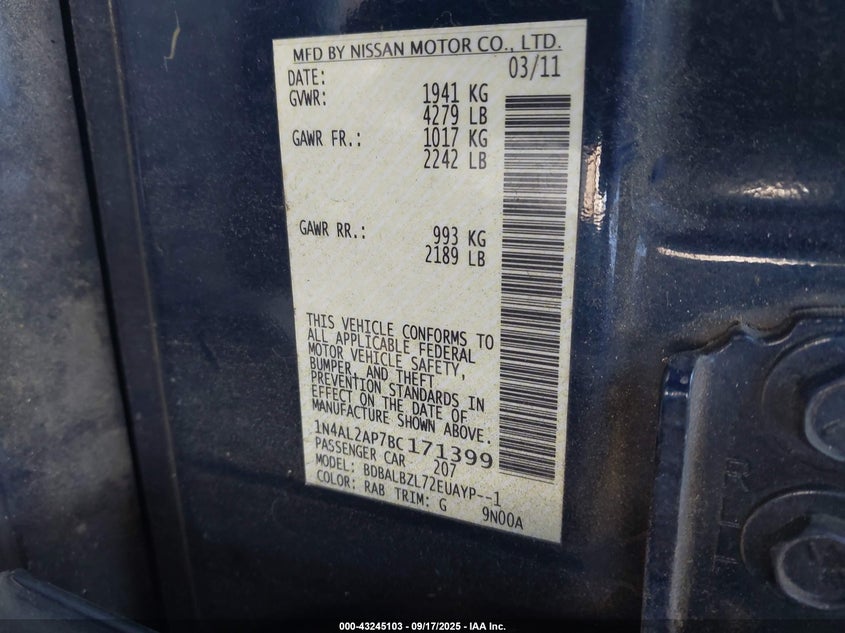 MFD BY NISSAN MOTOR CO., LTD.
DATE: 03/11
GVWR: 1941 KG
4279 LB
GAWR FR.: 1017 KG
2242 LB
GAWR RR.: 993 KG
2189 LB
THIS VEHICLE CONFORMS TO
ALL APPLICABLE FEDERAL
MOTOR VEHICLE SAFETY,
BUMPER, AND THEFT
PREVENTION STANDARDS IN
EFFECT ON THE DATE OF
MANUFACTURE SHOWN ABOVE.
1N4AL2AP7BC171399
PASSENGER CAR 207
MODEL: BDBALBZL72EUAYP--1
COLOR: RAB TRIM: G 9N00A
000-43245103 - 09/17/2025 - IAA Inc.